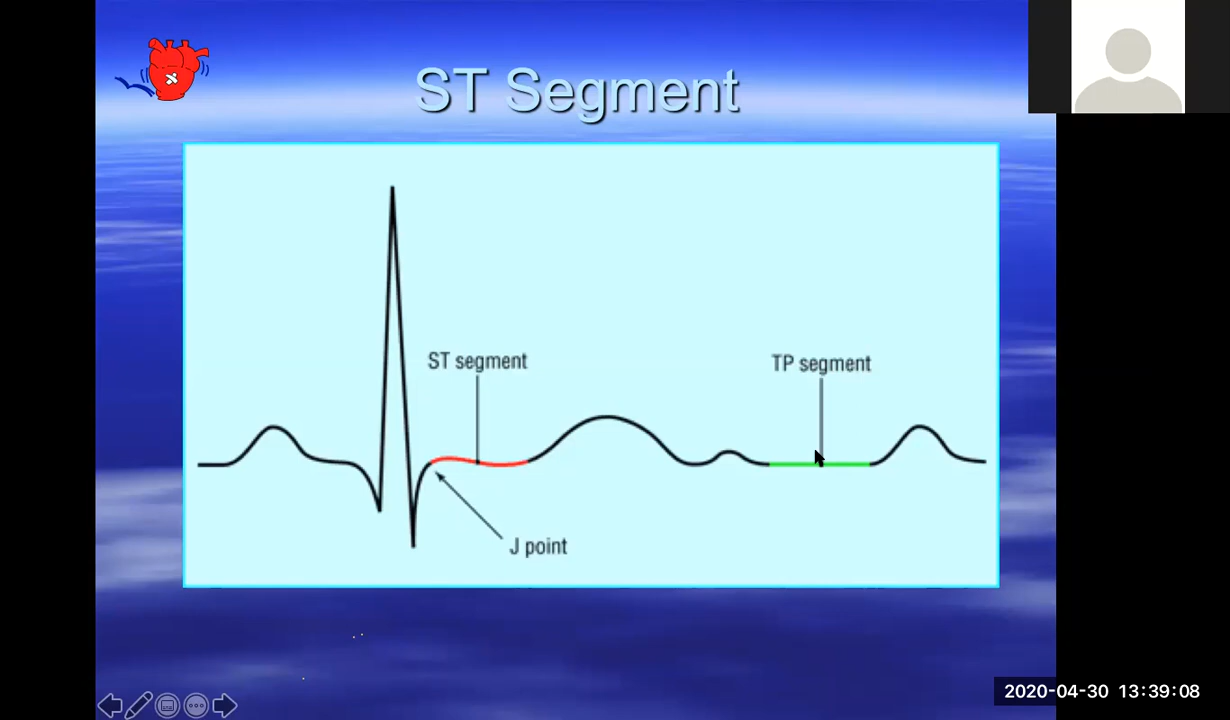 ST Segment
ST segment
TP segment
J point
2020-04-30 13:39:08